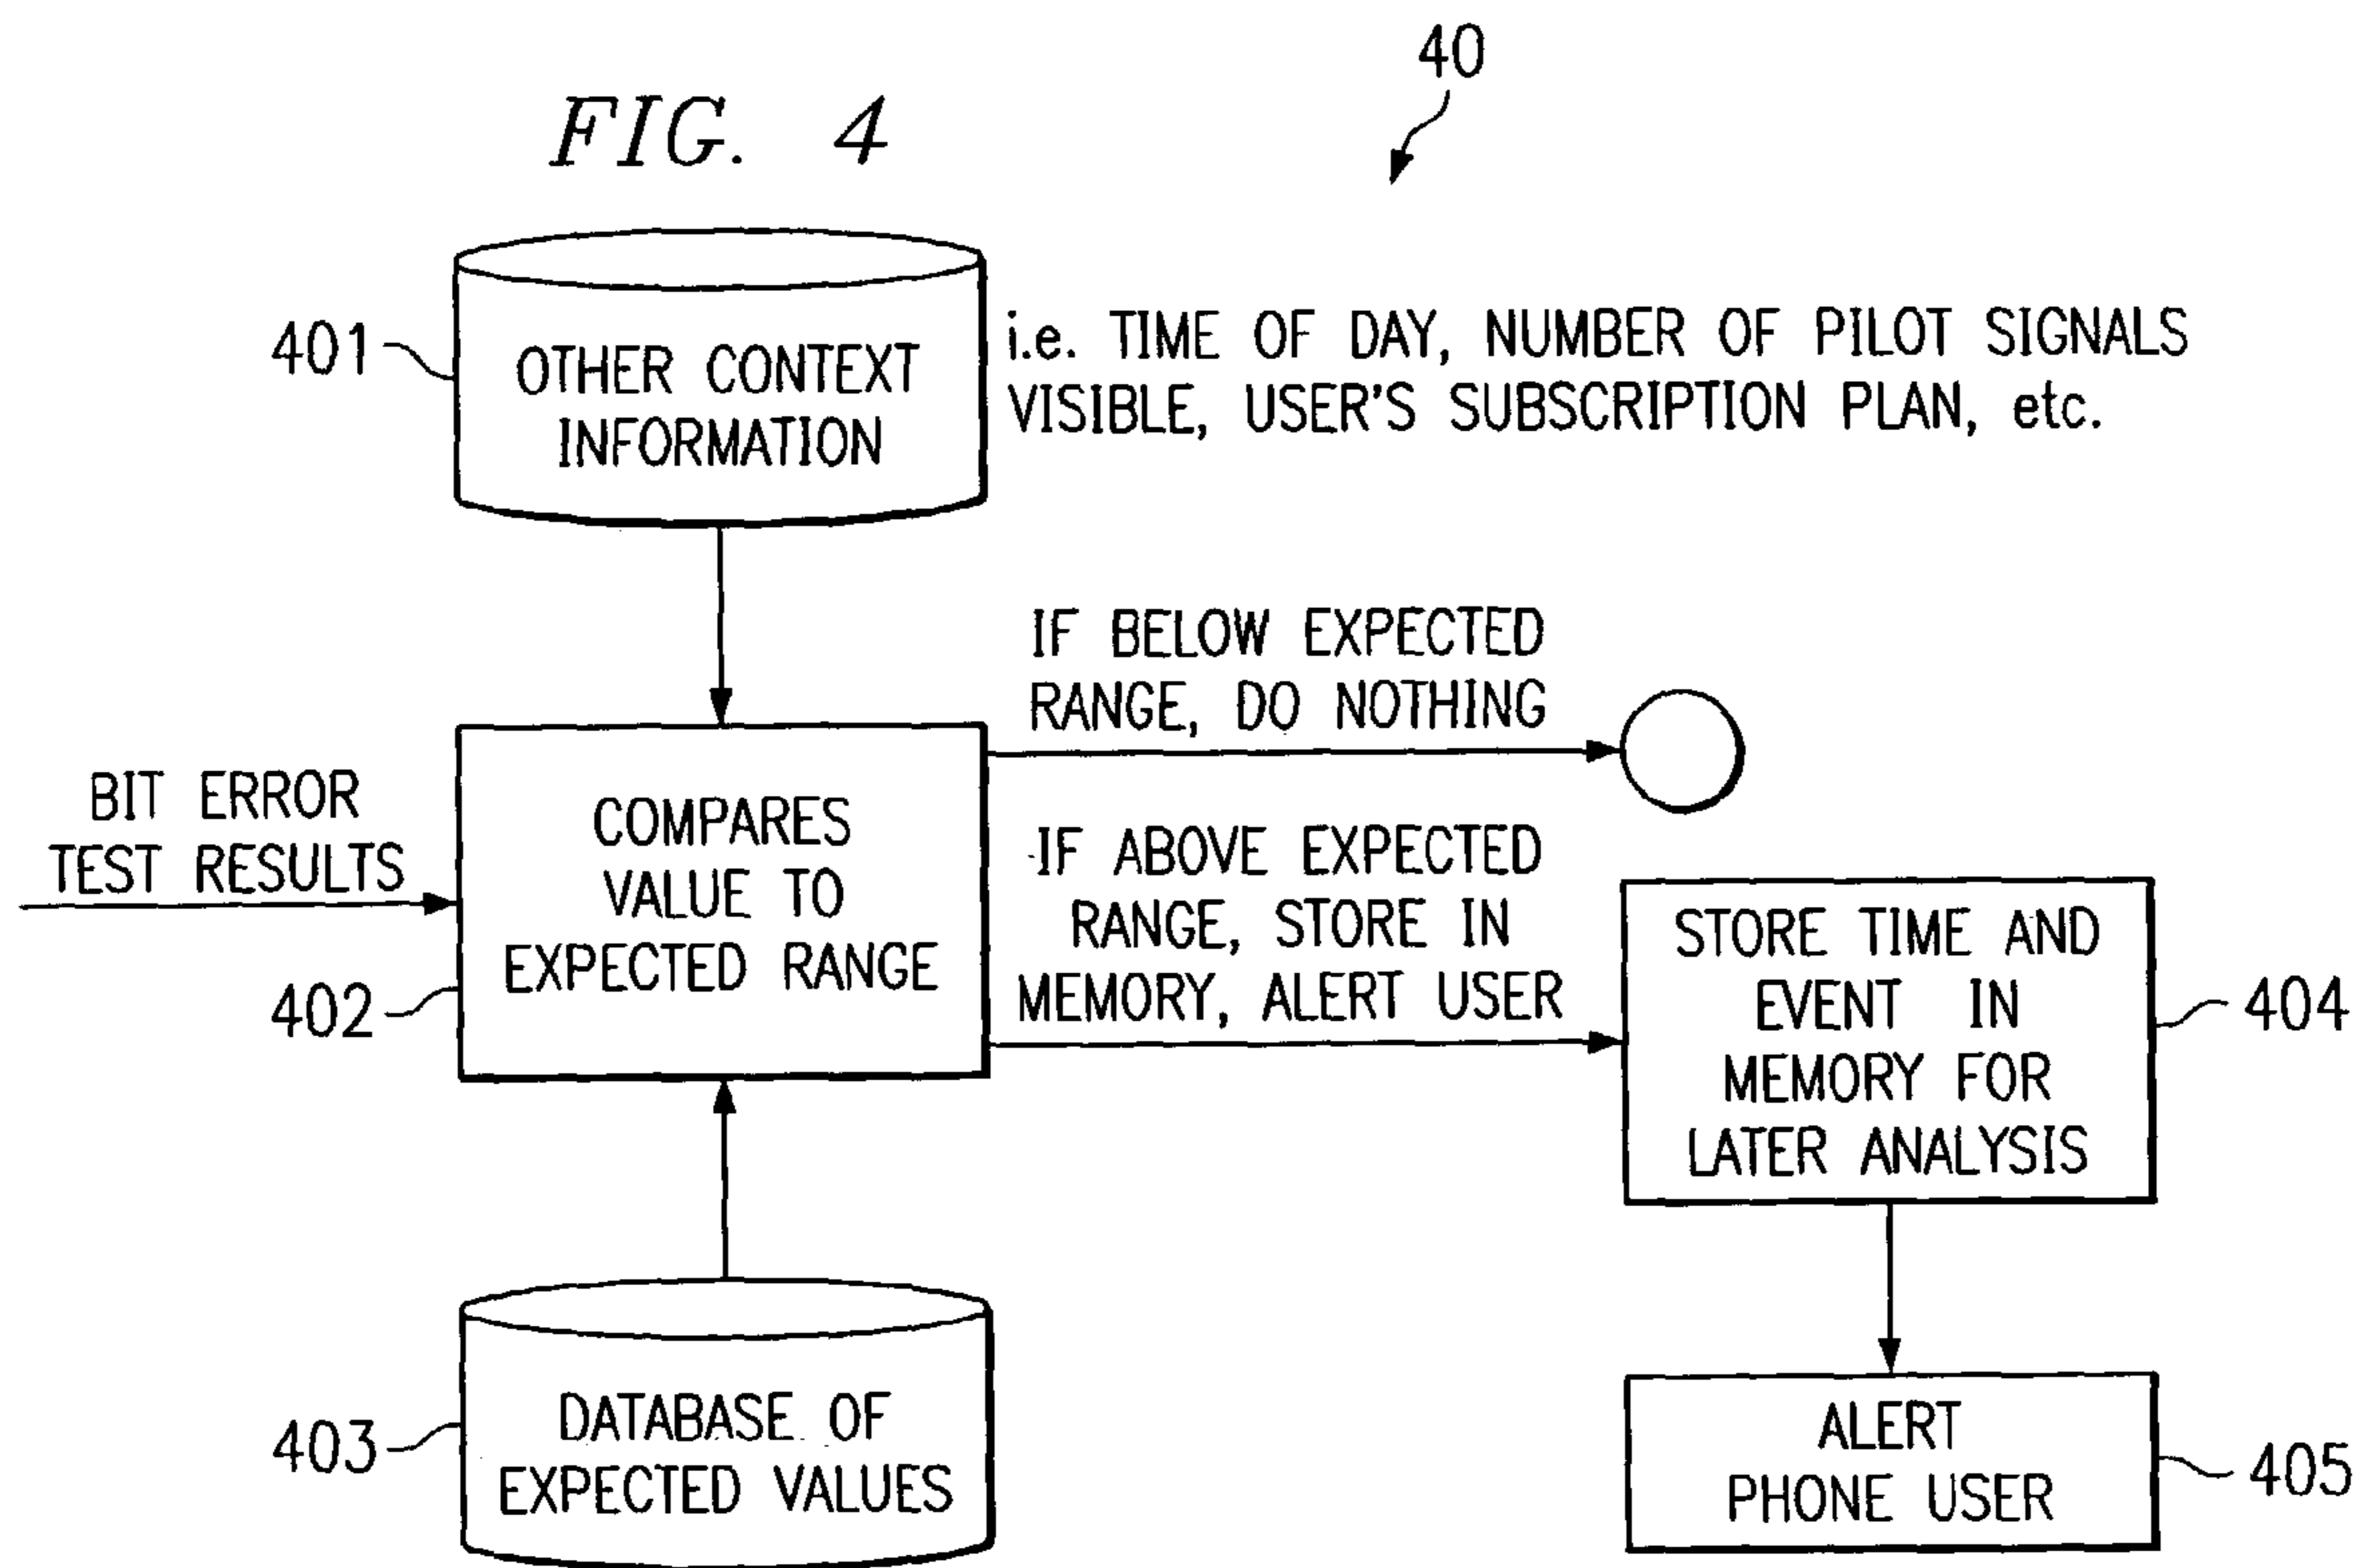 40
FIG. 4
401
OTHER CONTEXT
INFORMATION
i.e. TIME OF DAY, NUMBER OF PILOT SIGNALS
VISIBLE, USER'S SUBSCRIPTION PLAN, etc.
IF BELOW EXPECTED
RANGE, DO NOTHING
BIT ERROR
TEST RESULTS
COMPARES
VALUE TO
EXPECTED RANGE
402
IF ABOVE EXPECTED
RANGE, STORE IN
MEMORY, ALERT USER
STORE TIME AND
EVENT IN
MEMORY FOR
LATER ANALYSIS
404
403
DATABASE OF
EXPECTED VALUES
ALERT
PHONE USER
405